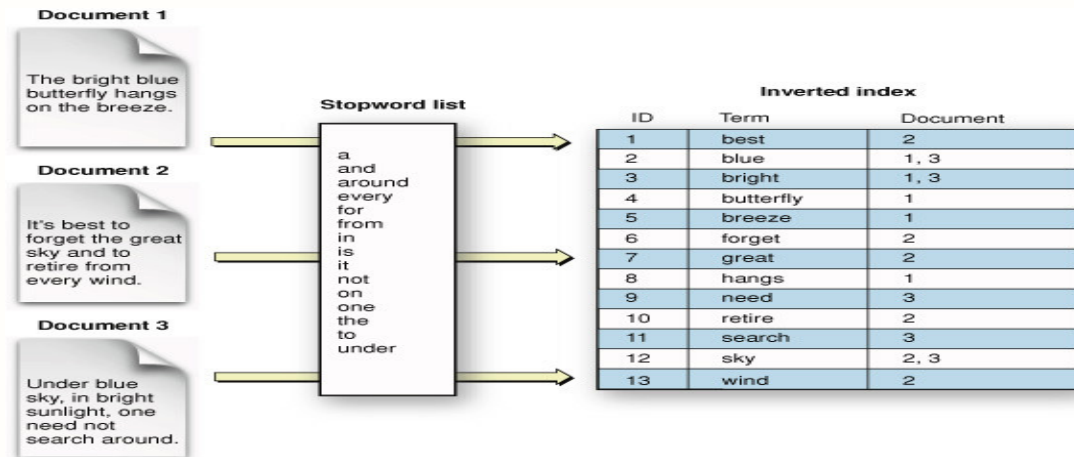 Document 1
The bright blue
butterfly hangs
on the breeze.
Document 2
It's best to
forget the great
sky and to
retire from
every wind.
Document 3
Under blue
sky, in bright
sunlight, one
need not
search around.
Stopword list
a
and
around
every
for
from
in
is
it
not
on
one
the
to
under
Inverted index
ID Term Document
1 best 2
2 blue 1, 3
3 bright 1, 3
4 butterfly 1
5 breeze 1
6 forget 2
7 great 2
8 hangs 1
9 need 3
10 retire 2
11 search 3
12 sky 2, 3
13 wind 2